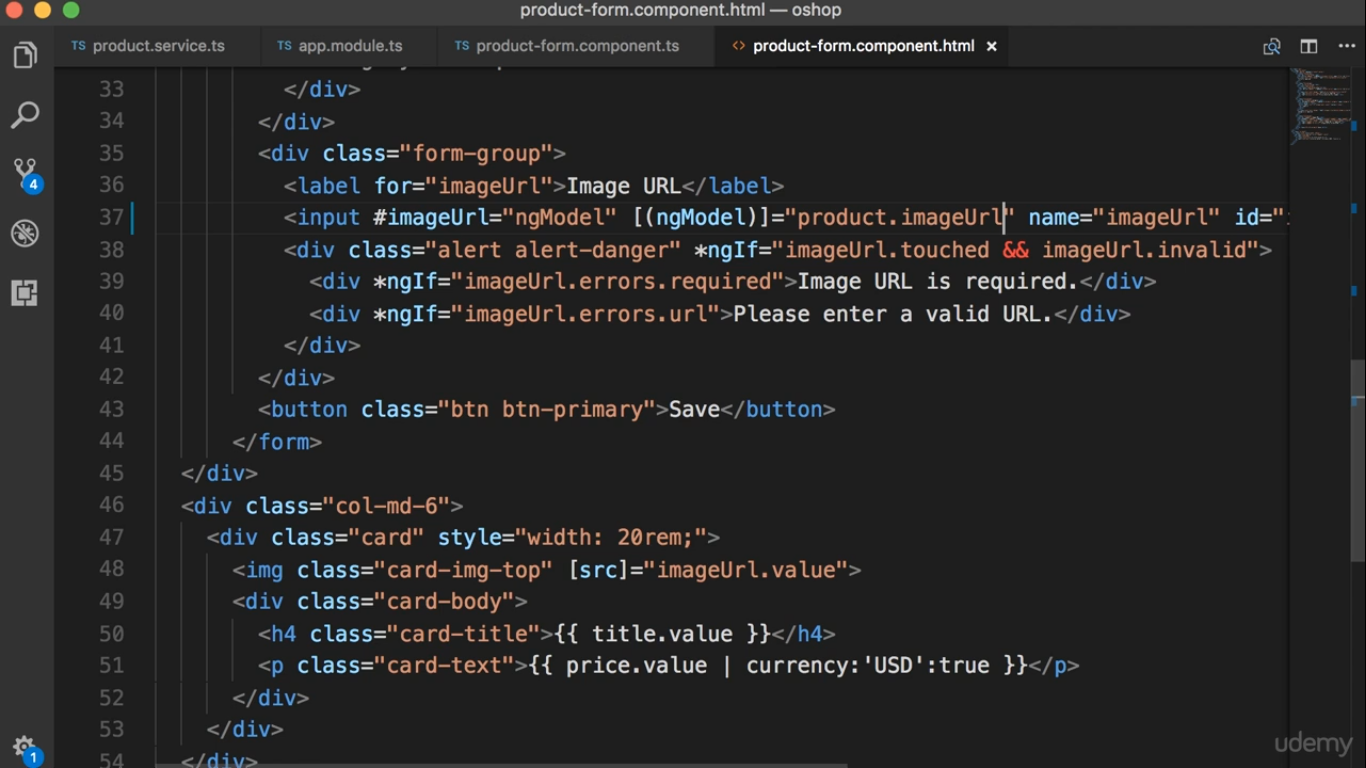 product-form.component.html — oshop
TS product.service.ts TS app.module.ts TS product-form.component.ts <> product-form.component.html ×
33 </div>
34 </div>
35 <div class="form-group">
36 <label for="imageUrl">Image URL</label>
37 <input #imageUrl="ngModel" [(ngModel)]="product.imageUrl" name="imageUrl" id="
38 <div class="alert alert-danger" *ngIf="imageUrl.touched && imageUrl.invalid">
39 <div *ngIf="imageUrl.errors.required">Image URL is required.</div>
40 <div *ngIf="imageUrl.errors.url">Please enter a valid URL.</div>
41 </div>
42 </div>
43 <button class="btn btn-primary">Save</button>
44 </form>
45 </div>
46 <div class="col-md-6">
47 <div class="card" style="width: 20rem;">
48 <img class="card-img-top" [src]="imageUrl.value">
49 <div class="card-body">
50 <h4 class="card-title">{{ title.value }}</h4>
51 <p class="card-text">{{ price.value | currency:'USD':true }}</p>
52 </div>
53 </div>
54 </div>
4
1
udemy